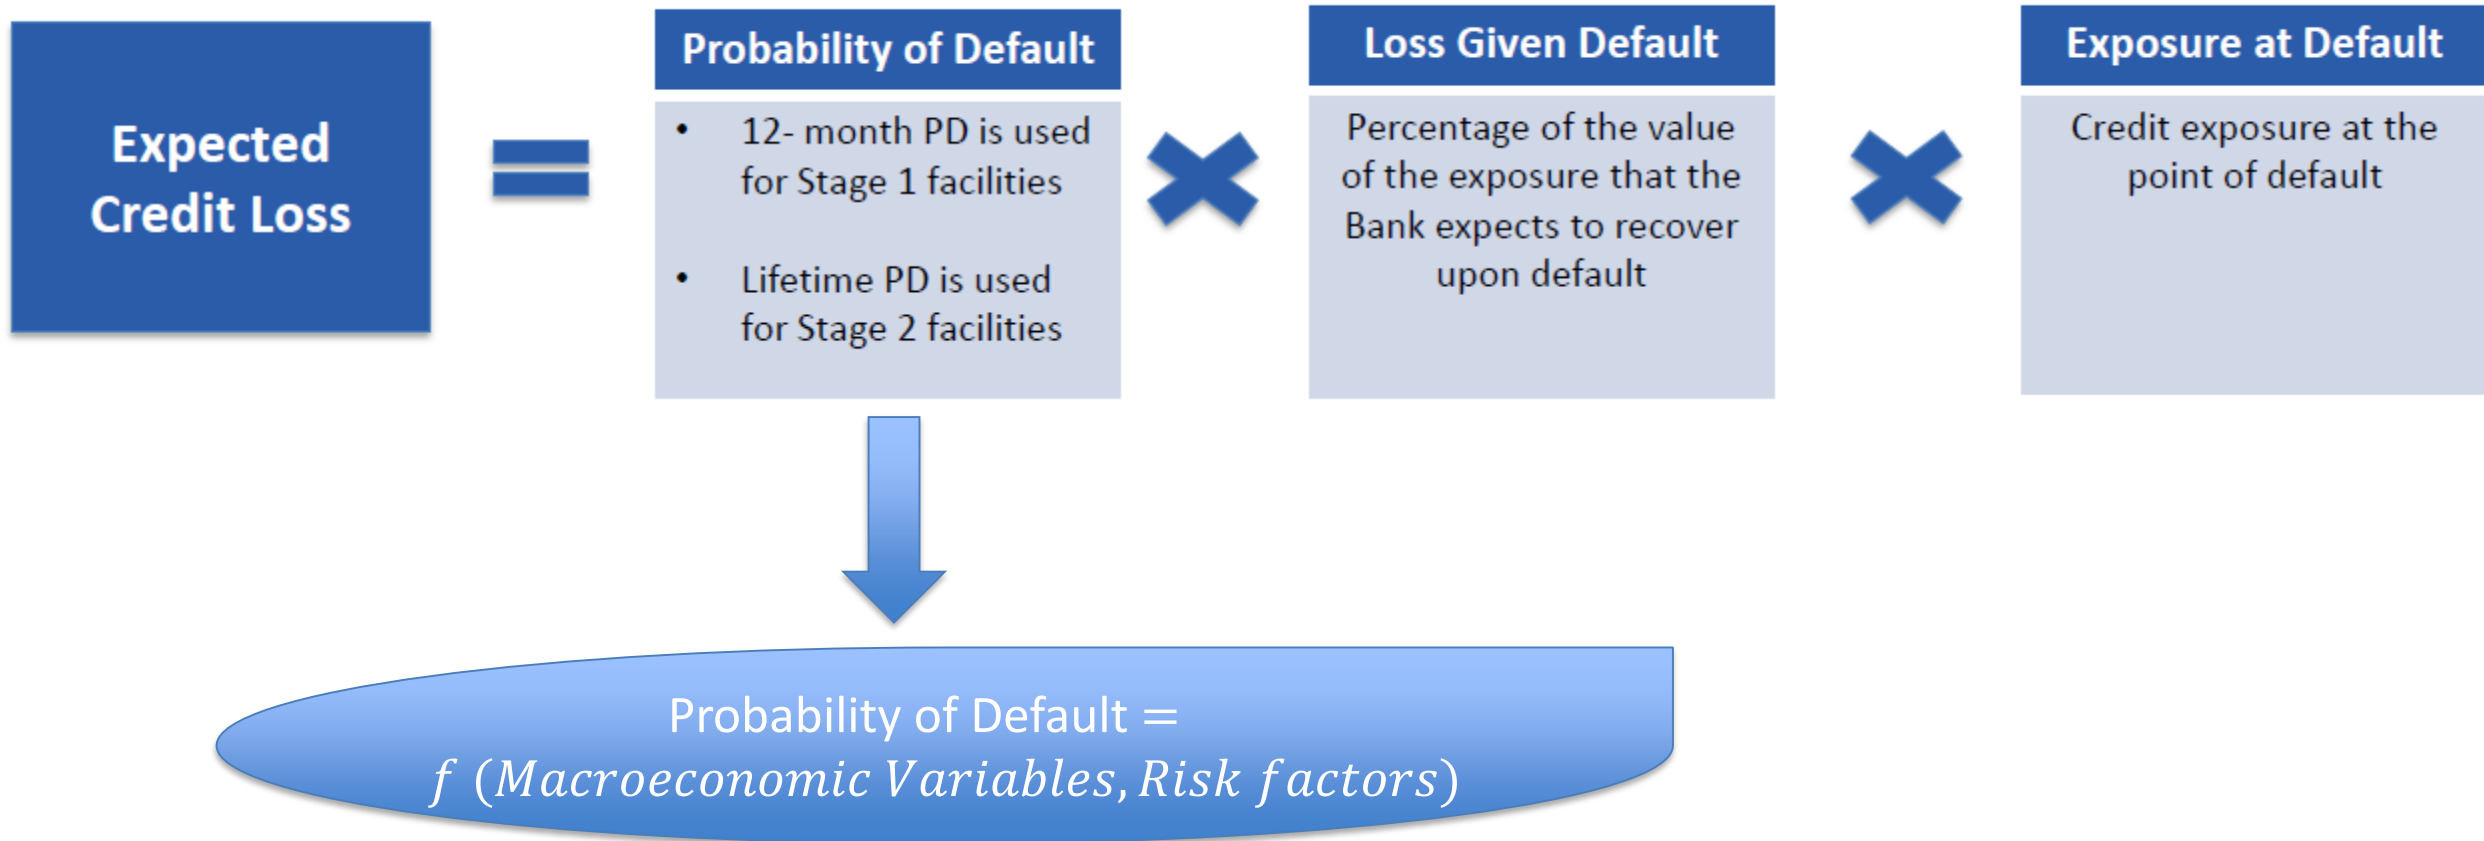 Expected
Credit Loss
Probability of Default
• 12- month PD is used
for Stage 1 facilities
• Lifetime PD is used
for Stage 2 facilities
Loss Given Default
Percentage of the value
of the exposure that the
Bank expects to recover
upon default
Exposure at Default
Credit exposure at the
point of default
Probability of Default =
f (Macroeconomic Variables, Risk factors)